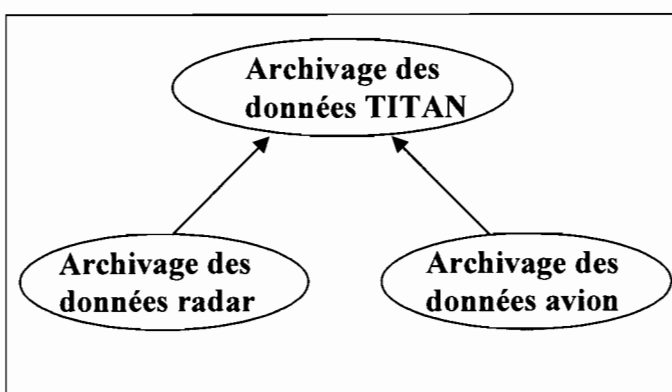 Archivage des
données TITAN
Archivage des
données radar
Archivage des
données avion